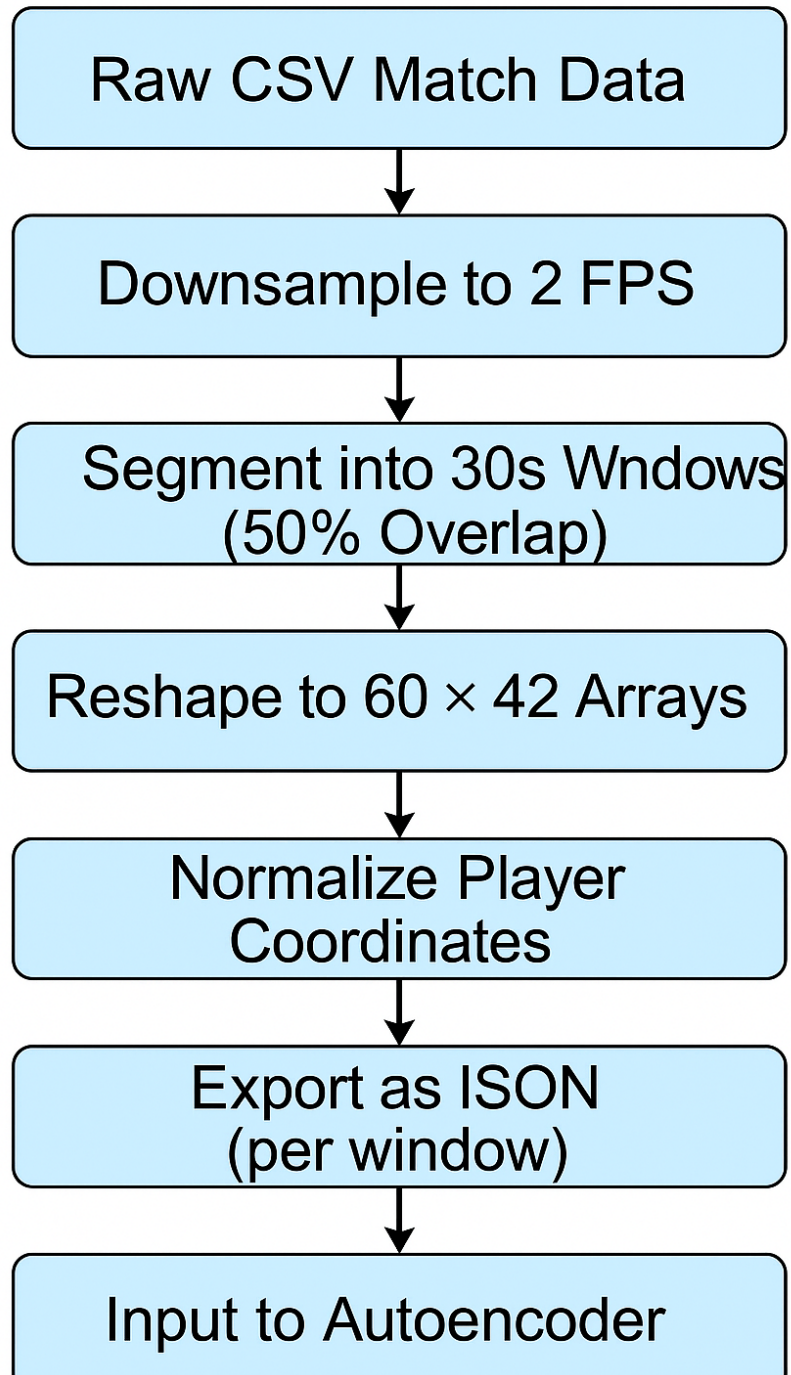 Raw CSV Match Data
Downsample to 2 FPS
Segment into 30s Wndows
(50% Overlap)
Reshape to 60 × 42 Arrays
Normalize Player
Coordinates
Export as ISON
(per window)
Input to Autoencoder